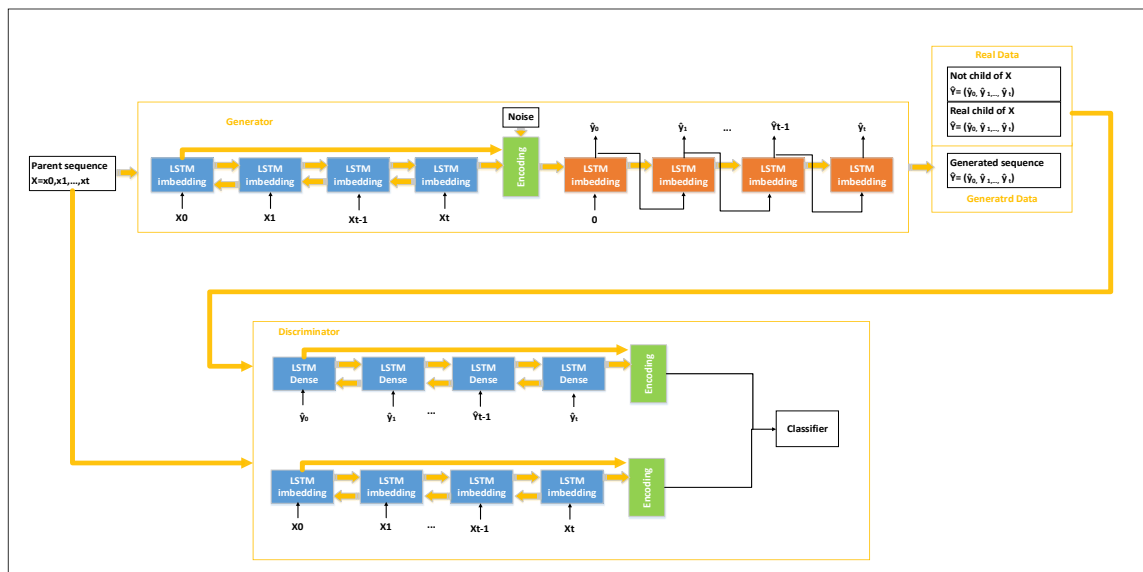 Real Data
Not child of X
Ŷ= (ŷ₀, ŷ ₁,..., ŷ ₜ)
Real child of X
Ŷ= (ŷ₀, ŷ ₁,..., ŷ ₜ)
Generated sequence
Ŷ= (ŷ₀, ŷ ₁,..., ŷ ₜ)
Generatrd Data
Parent sequence
X=x0,x1,...,xt
Generator
Noise
ŷ₀
ŷ₁
...
Ŷt-1
ŷₜ
LSTM
imbedding
LSTM
imbedding
LSTM
imbedding
LSTM
imbedding
Encoding
LSTM
imbedding
LSTM
imbedding
LSTM
imbedding
LSTM
imbedding
X0
X1
Xt-1
Xt
0
Discriminator
LSTM
Dense
LSTM
Dense
LSTM
Dense
LSTM
Dense
Encoding
ŷ₀
ŷ₁
...
Ŷt-1
ŷₜ
Classifier
LSTM
imbedding
LSTM
imbedding
LSTM
imbedding
LSTM
imbedding
Encoding
X0
X1
...
Xt-1
Xt